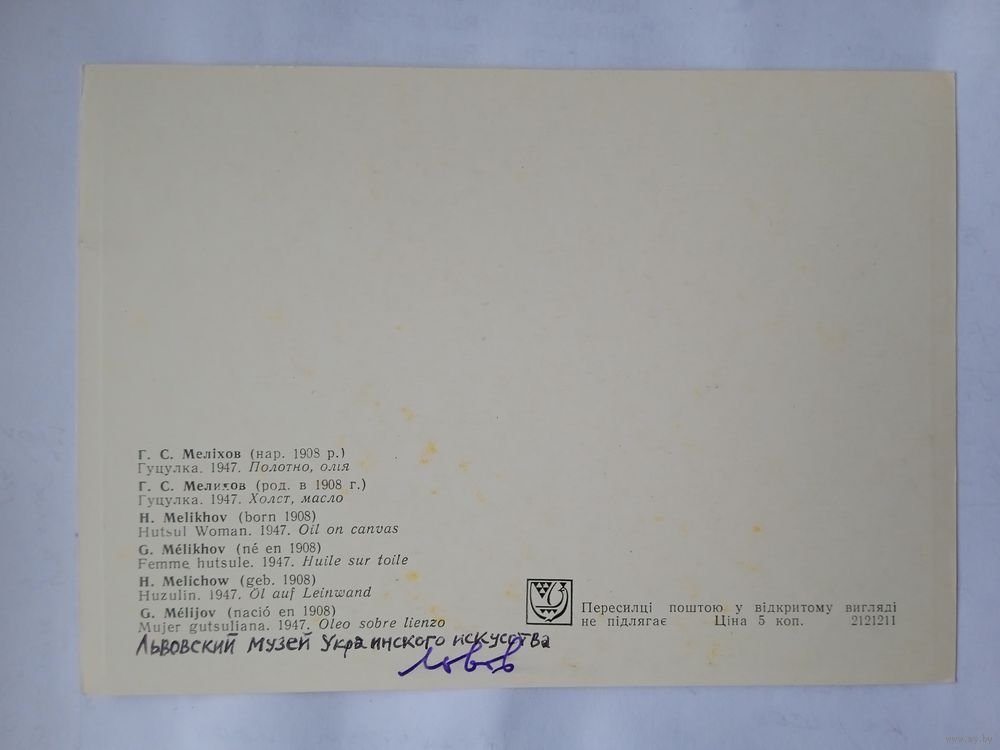 Г. С. Меліхов (нар. 1908 р.)
Гуцулка. 1947. Полотно, олія
Г. С. Мелихов (род. в 1908 г.)
Гуцулка. 1947. Холст, масло
H. Melikhov (born 1908)
Hutsul Woman. 1947. Oil on canvas
G. Mélikhov (né en 1908)
Femme hutsule. 1947. Huile sur toile
H. Melichow (geb. 1908)
Huzulin. 1947. Öl auf Leinwand
G. Mélijov (nació en 1908)
Mujer gutsuliana. 1947. Oleo sobre lienzo
Львовский музей Украинского искусства
Львов
Пересилці поштою у відкритому вигляді
не підлягає Ціна 5 коп. 2121211
www.ay.by